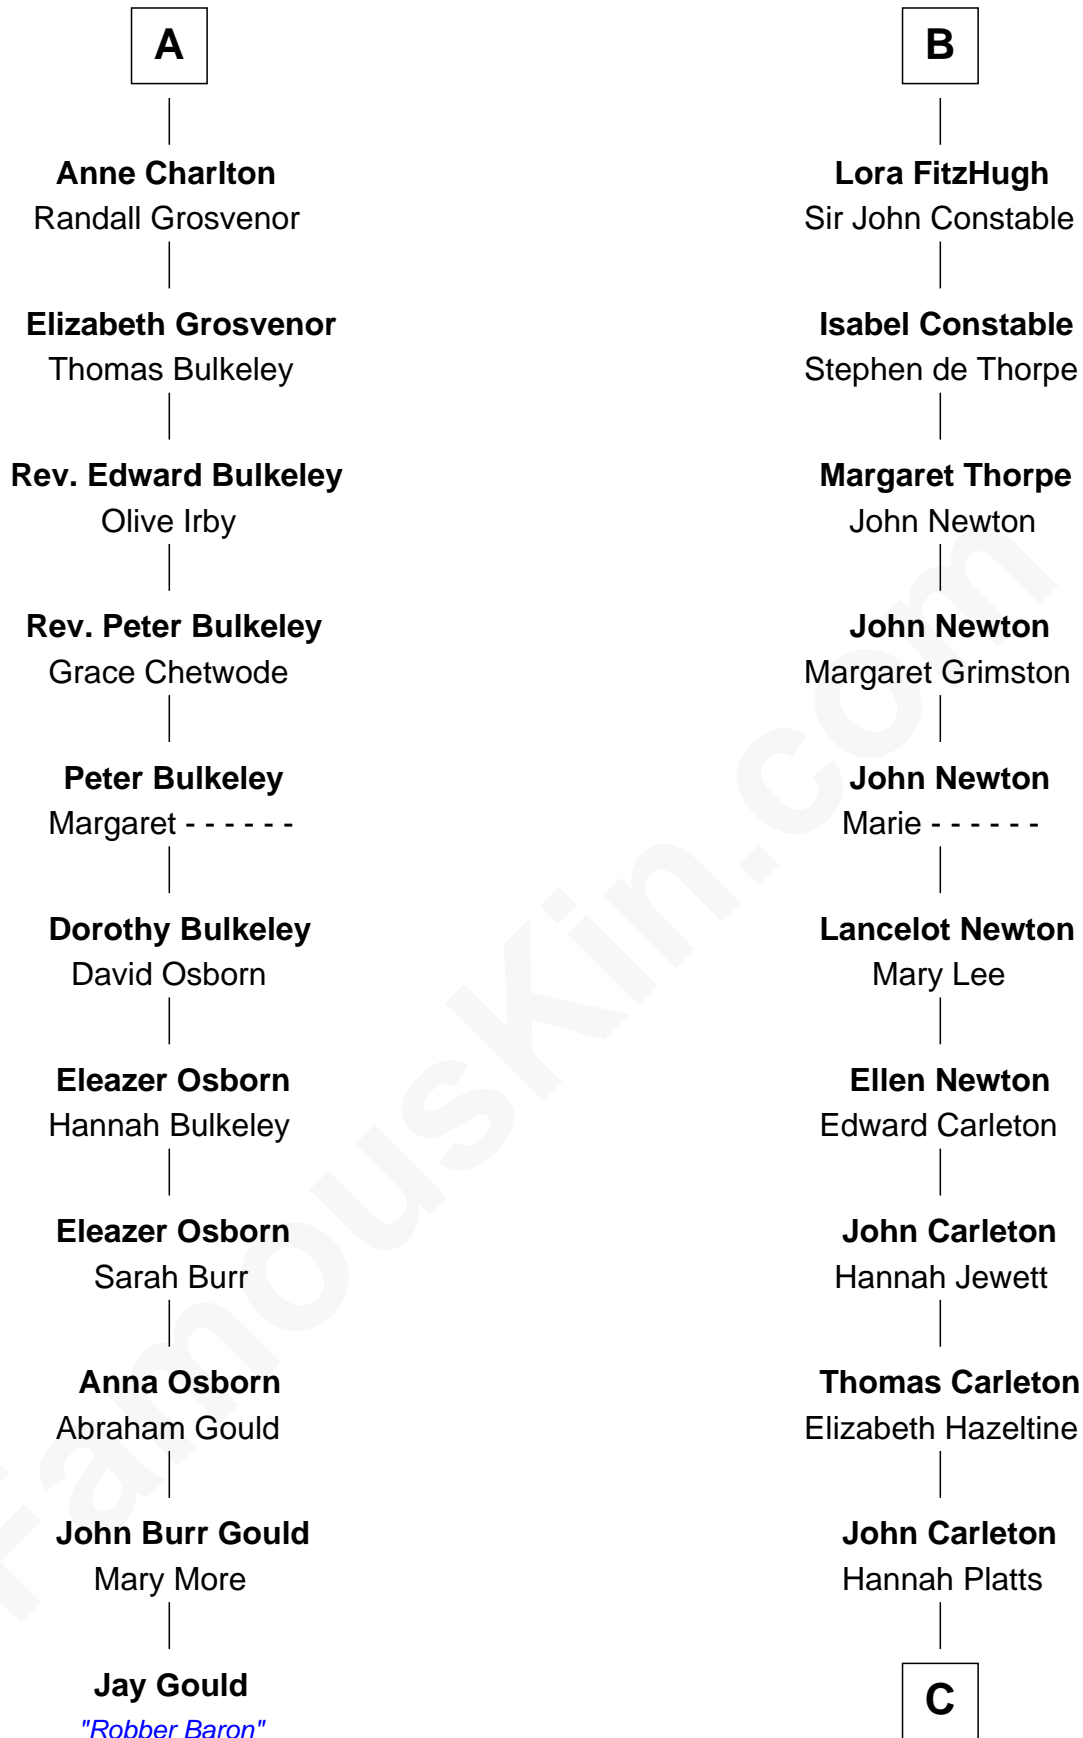 A
Anne Charlton
Randall Grosvenor
Elizabeth Grosvenor
Thomas Bulkeley
Rev. Edward Bulkeley
Olive Irby
Rev. Peter Bulkeley
Grace Chetwode
Peter Bulkeley
Margaret - - - - - -
Dorothy Bulkeley
David Osborn
Eleazer Osborn
Hannah Bulkeley
Eleazer Osborn
Sarah Burr
Anna Osborn
Abraham Gould
John Burr Gould
Mary More
Jay Gould
"Robber Baron"
B
Lora FitzHugh
Sir John Constable
Isabel Constable
Stephen de Thorpe
Margaret Thorpe
John Newton
John Newton
Margaret Grimston
John Newton
Marie - - - - - -
Lancelot Newton
Mary Lee
Ellen Newton
Edward Carleton
John Carleton
Hannah Jewett
Thomas Carleton
Elizabeth Hazeltine
John Carleton
Hannah Platts
C
FamousKin.com